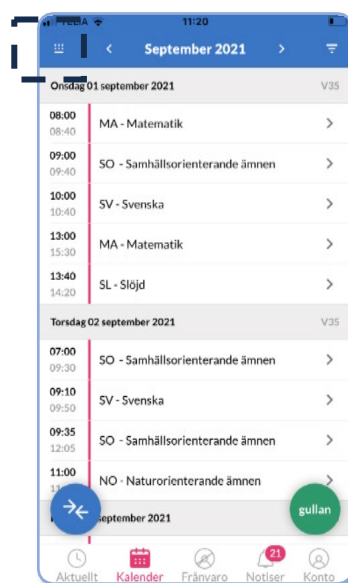 TELIA 11:20
September 2021
Onsdag 01 september 2021 V35
08:00
08:40
MA - Matematik
09:00
09:40
SO - Samhällsorienterande ämnen
10:00
10:40
SV - Svenska
13:00
15:30
MA - Matematik
13:40
14:20
SL - Slöjd
Torsdag 02 september 2021 V35
07:00
09:30
SO - Samhällsorienterande ämnen
09:10
09:50
SV - Svenska
09:35
12:05
SO - Samhällsorienterande ämnen
11:00
NO - Naturorienterande ämnen
september 2021
gullan
21
Aktuellt Kalender Frånvaro Notiser Konto